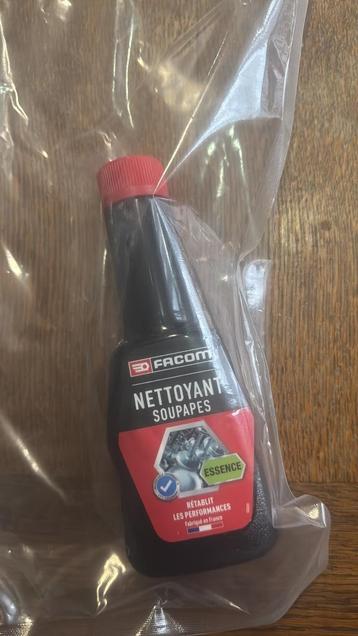 FACOM
NETTOYANT
SOUPAPES
ESSENCE
RÉTABLIT
LES PERFORMANCES
Fabriqué en France